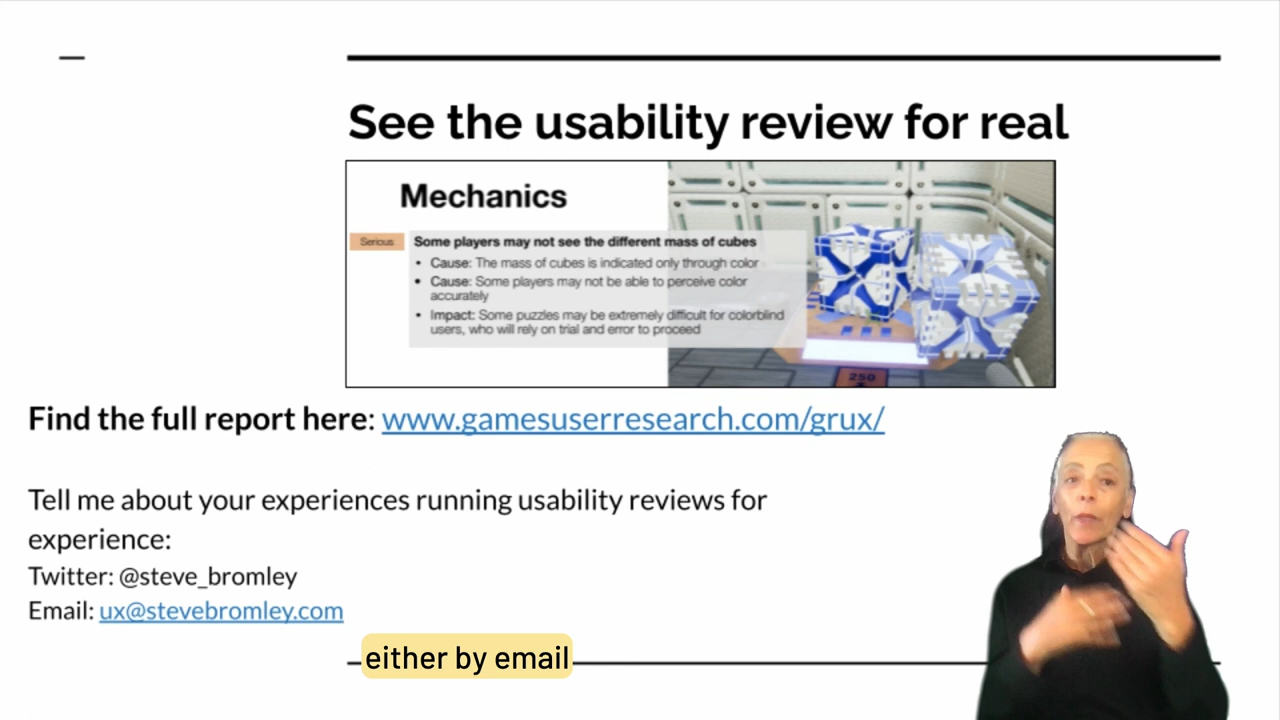 See the usability review for real
Mechanics
Serious
Some players may not see the different mass of cubes
• Cause: The mass of cubes is indicated only through color
• Cause: Some players may not be able to perceive color
accurately
• Impact: Some puzzles may be extremely difficult for colorblind
users, who will rely on trial and error to proceed
250
Find the full report here: www.gamesuserresearch.com/grux/
Tell me about your experiences running usability reviews for
experience:
Twitter: @steve_bromley
Email: ux@stevebromley.com
either by email